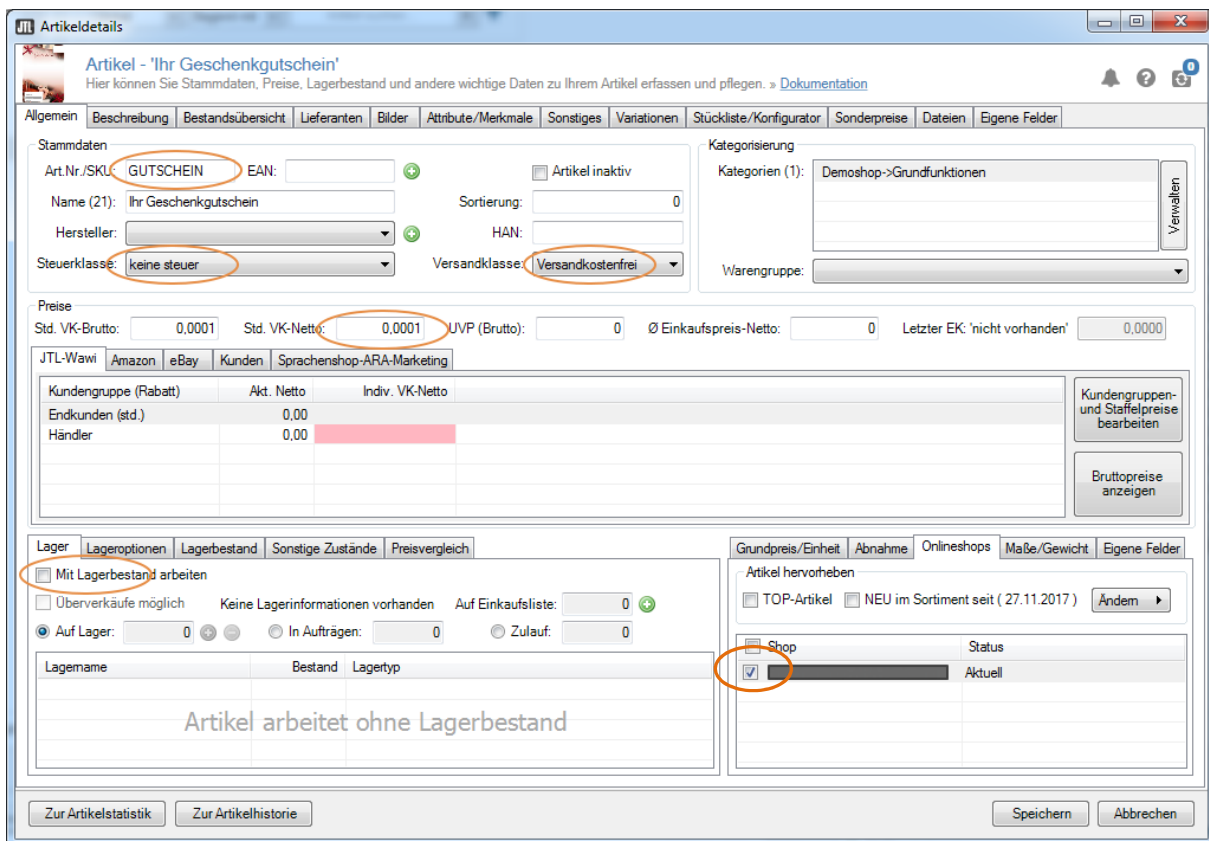 JTL Artikeldetails
Artikel - 'Ihr Geschenkgutschein'
Hier können Sie Stammdaten, Preise, Lagerbestand und andere wichtige Daten zu Ihrem Artikel erfassen und pflegen. » Dokumentation
0
Allgemein Beschreibung Bestandsübersicht Lieferanten Bilder Attribute/Merkmale Sonstiges Variationen Stückliste/Konfigurator Sonderpreise Dateien Eigene Felder
Stammdaten
Art.Nr./SKU: GUTSCHEIN EAN: Artikel inaktiv
Name (21): Ihr Geschenkgutschein Sortierung: 0
Hersteller: HAN:
Steuerklasse: keine steuer Versandklasse: Versandkostenfrei
Kategorisierung
Kategorien (1): Demoshop->Grundfunktionen
Verwalten
Warengruppe:
Preise
Std. VK-Brutto: 0,0001 Std. VK-Netto: 0,0001 UVP (Brutto): 0 Ø Einkaufspreis-Netto: 0 Letzter EK: 'nicht vorhanden' 0,0000
JTL-Wawi Amazon eBay Kunden Sprachenshop-ARA-Marketing
Kundengruppe (Rabatt) Akt. Netto Indiv. VK-Netto
Endkunden (std.) 0,00
Händler 0,00
Kundengruppen-
und Staffelpreise
bearbeiten
Bruttopreise
anzeigen
Lager Lageroptionen Lagerbestand Sonstige Zustände Preisvergleich
Mit Lagerbestand arbeiten
Überverkäufe möglich Keine Lagerinformationen vorhanden Auf Einkaufsliste: 0
Auf Lager: 0 In Aufträgen: 0 Zulauf: 0
Lagername Bestand Lagertyp
Artikel arbeitet ohne Lagerbestand
Grundpreis/Einheit Abnahme Onlineshops Maße/Gewicht Eigene Felder
Artikel hervorheben
TOP-Artikel NEU im Sortiment seit ( 27.11.2017 ) Ändern
Shop Status
Aktuell
Zur Artikelstatistik Zur Artikelhistorie Speichern Abbrechen